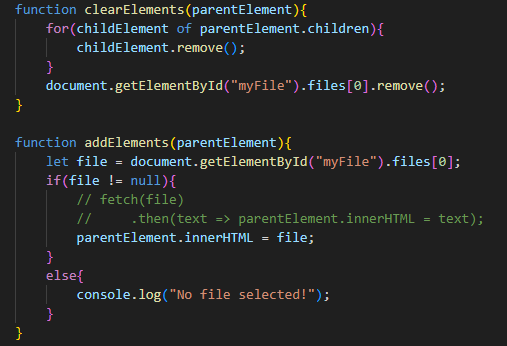 function clearElements(parentElement){
    for(childElement of parentElement.children){
        childElement.remove();
    }
    document.getElementById("myFile").files[0].remove();
}

function addElements(parentElement){
    let file = document.getElementById("myFile").files[0];
    if(file != null){
        // fetch(file)
        //     .then(text => parentElement.innerHTML = text);
        parentElement.innerHTML = file;
    }
    else{
        console.log("No file selected!");
    }
}